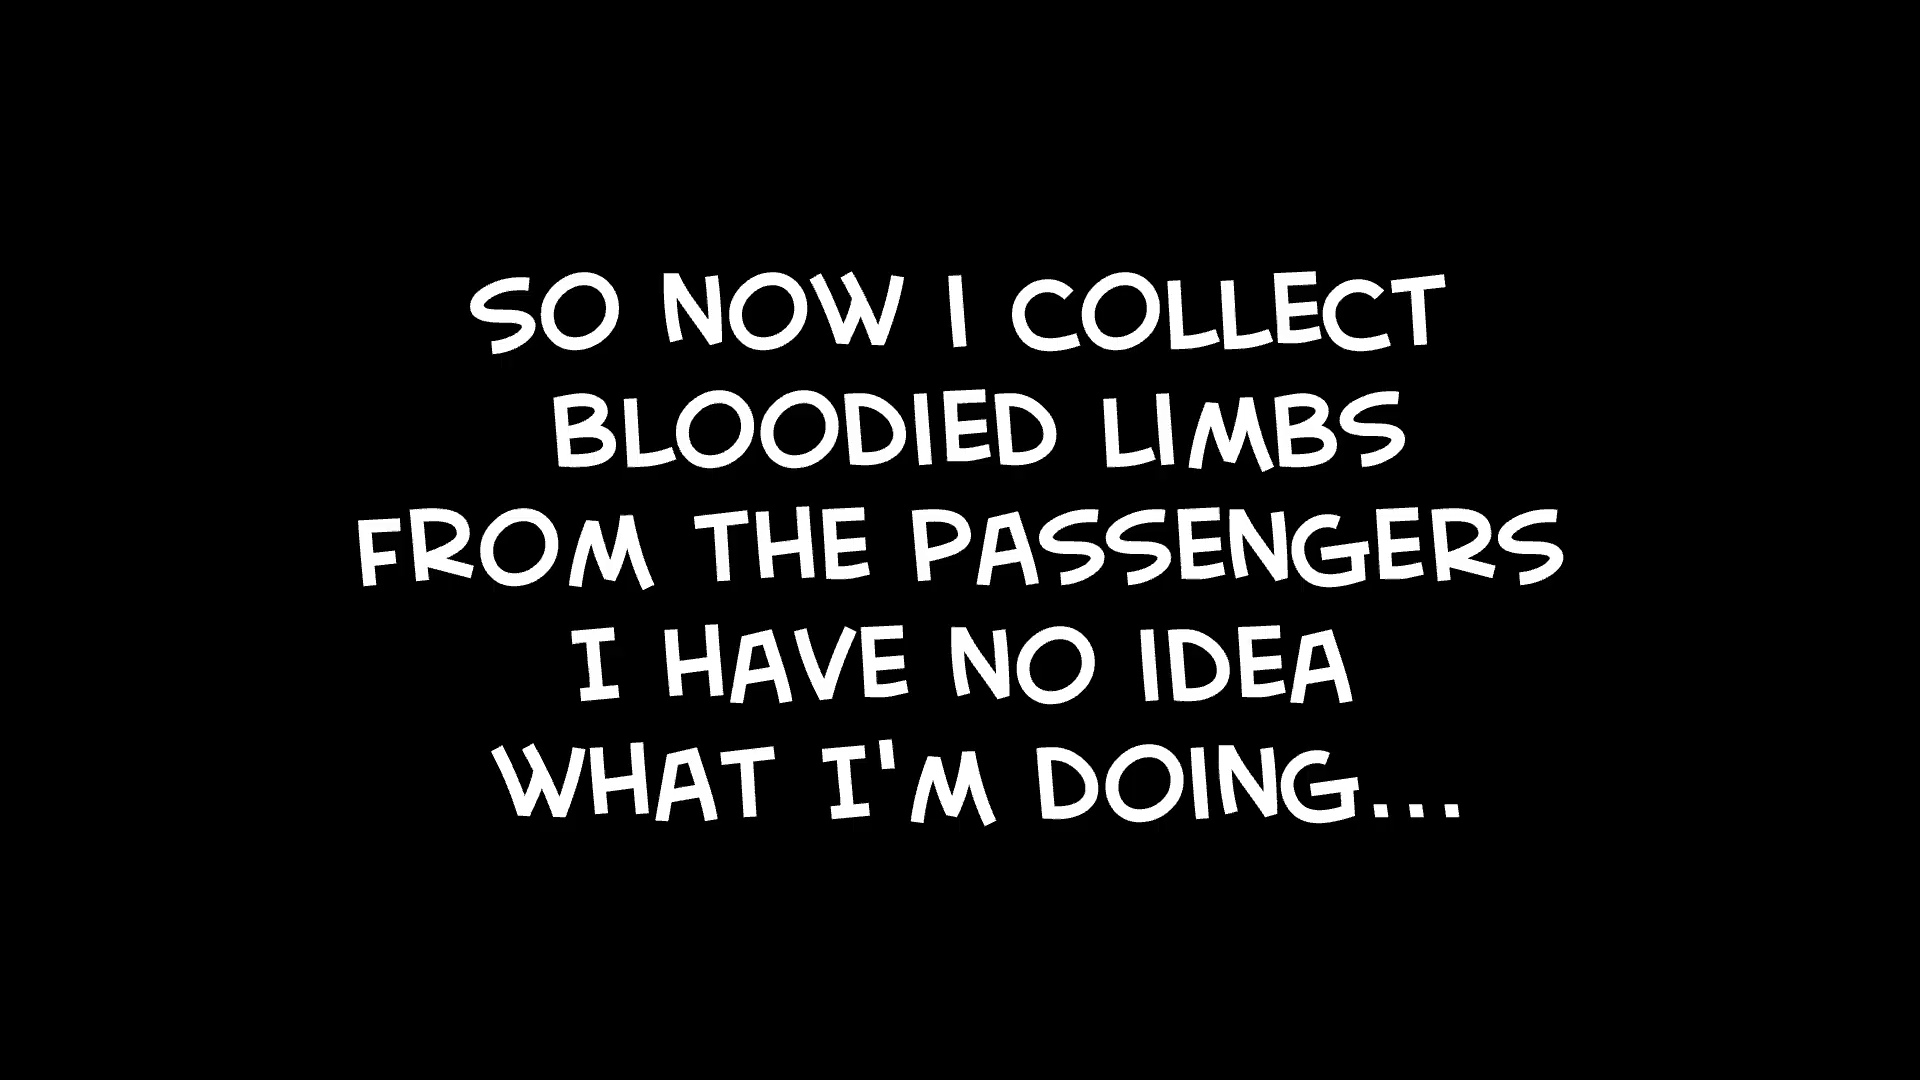 SO NOW I COLLECT
BLOODIED LIMBS
FROM THE PASSENGERS
I HAVE NO IDEA
WHAT I'M DOING...